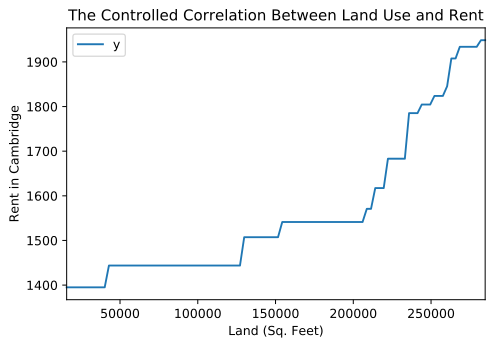 The Controlled Correlation Between Land Use and Rent
y
1900
1800
1700
1600
1500
1400
Rent in Cambridge
50000 100000 150000 200000 250000
Land (Sq. Feet)